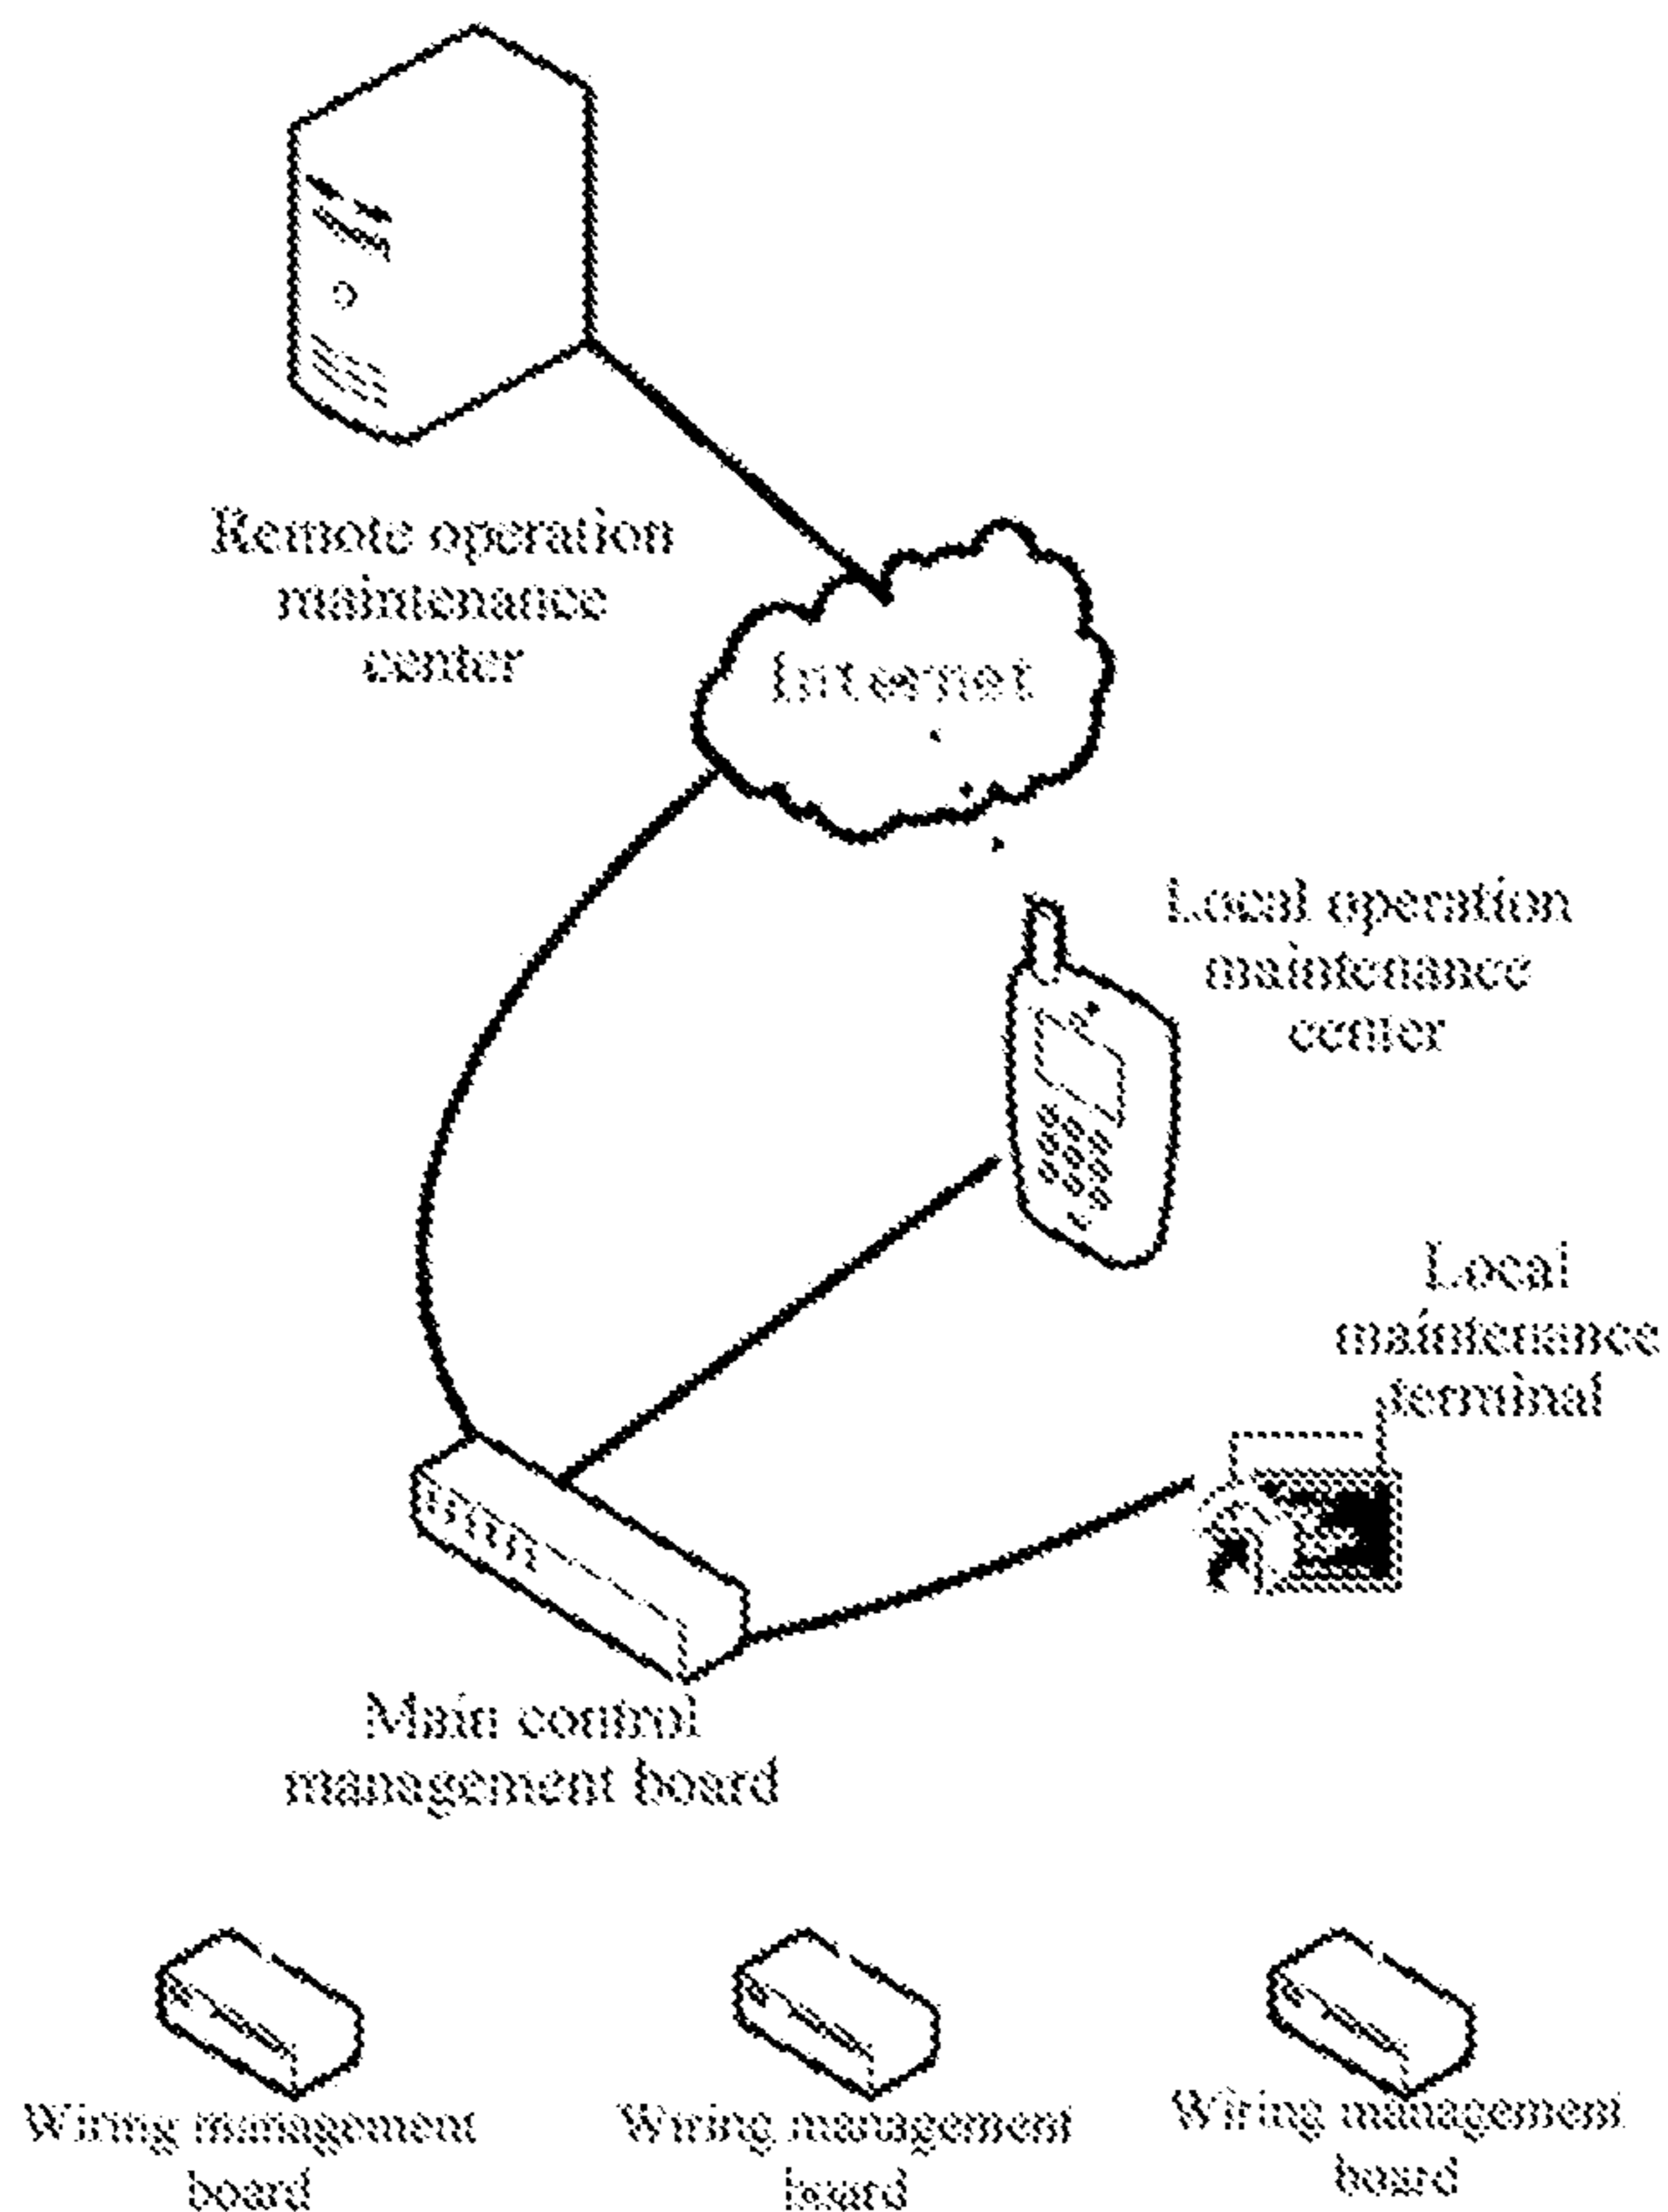 Remote operation
maintenance
center
Internet
Local operation
maintenance
center
Local
maintenance
terminal
Main control
management board
Wiring management
board
Wiring management
board
Wiring management
board